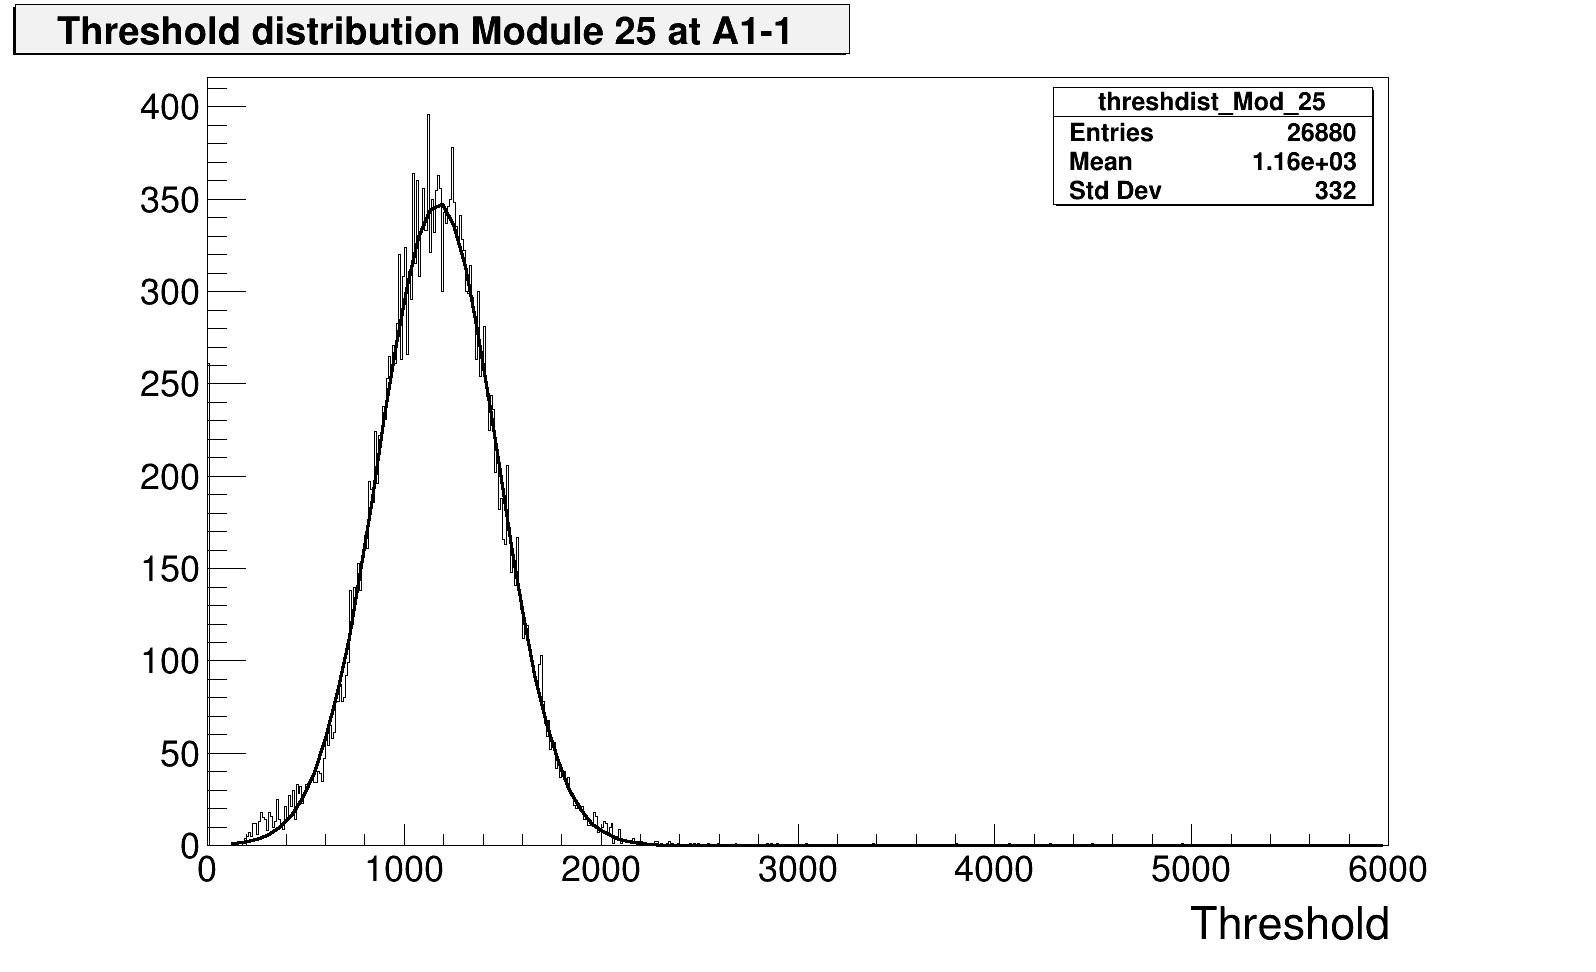 Threshold distribution Module 25 at A1-1
threshdist_Mod_25
Entries 26880
Mean 1.16e+03
Std Dev 332
400
350
300
250
200
150
100
50
0
0 1000 2000 3000 4000 5000 6000
Threshold